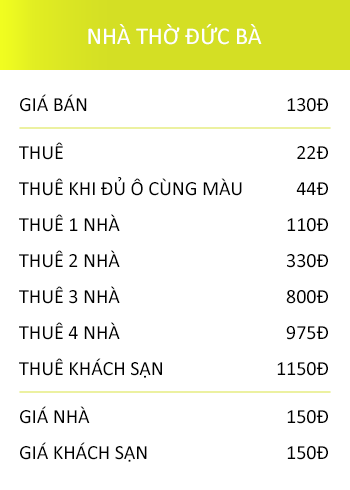 NHÀ THỜ ĐỨC BÀ
GIÁ BÁN 130Đ
THUÊ 22Đ
THUÊ KHI ĐỦ Ô CÙNG MÀU 44Đ
THUÊ 1 NHÀ 110Đ
THUÊ 2 NHÀ 330Đ
THUÊ 3 NHÀ 800Đ
THUÊ 4 NHÀ 975Đ
THUÊ KHÁCH SẠN 1150Đ
GIÁ NHÀ 150Đ
GIÁ KHÁCH SẠN 150Đ